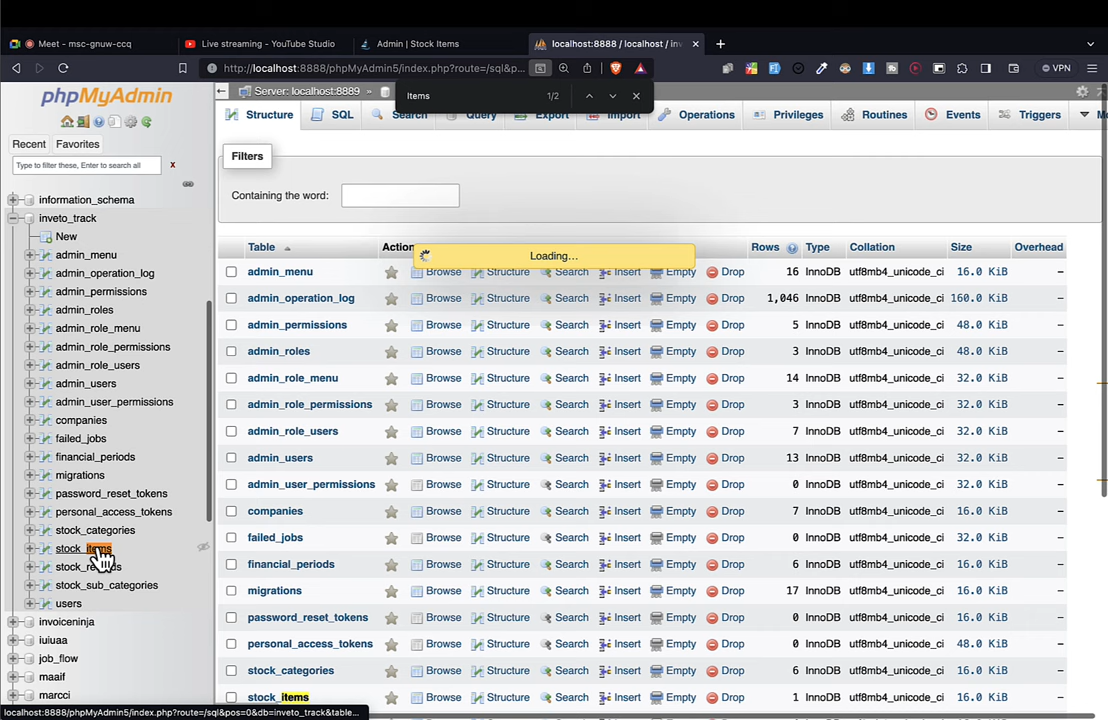 Meet - msc-gnuw-ccq
Live streaming - YouTube Studio
Admin | Stock Items
localhost:8888 / localhost / inv
http://localhost:8888/phpMyAdmin5/index.php?route=/sql&p...
VPN
phpMyAdmin
Recent Favorites
Type to filter these, Enter to search all x
information_schema
inveto_track
New
admin_menu
admin_operation_log
admin_permissions
admin_roles
admin_role_menu
admin_role_permissions
admin_role_users
admin_users
admin_user_permissions
companies
failed_jobs
financial_periods
migrations
password_reset_tokens
personal_access_tokens
stock_categories
stock_items
stock_sub_categories
users
invoiceninja
iuiuaa
job_flow
maaif
marcci
localhost:8888/phpMyAdmin5/index.php?route=/sql&pos=0&db=inveto_track&table...
Server: localhost:8889 »
Items 1/2
Structure SQL Search Query Export Import Operations Privileges Routines Events Triggers
Filters
Containing the word:
Loading...
Table Action Rows Type Collation Size Overhead
admin_menu Browse Structure Search Insert Empty Drop 16 InnoDB utf8mb4_unicode_ci 16.0 KiB –
admin_operation_log Browse Structure Search Insert Empty Drop 1,046 InnoDB utf8mb4_unicode_ci 160.0 KiB –
admin_permissions Browse Structure Search Insert Empty Drop 5 InnoDB utf8mb4_unicode_ci 48.0 KiB –
admin_roles Browse Structure Search Insert Empty Drop 3 InnoDB utf8mb4_unicode_ci 48.0 KiB –
admin_role_menu Browse Structure Search Insert Empty Drop 14 InnoDB utf8mb4_unicode_ci 32.0 KiB –
admin_role_permissions Browse Structure Search Insert Empty Drop 3 InnoDB utf8mb4_unicode_ci 32.0 KiB –
admin_role_users Browse Structure Search Insert Empty Drop 7 InnoDB utf8mb4_unicode_ci 32.0 KiB –
admin_users Browse Structure Search Insert Empty Drop 13 InnoDB utf8mb4_unicode_ci 32.0 KiB –
admin_user_permissions Browse Structure Search Insert Empty Drop 0 InnoDB utf8mb4_unicode_ci 32.0 KiB –
companies Browse Structure Search Insert Empty Drop 7 InnoDB utf8mb4_unicode_ci 16.0 KiB –
failed_jobs Browse Structure Search Insert Empty Drop 0 InnoDB utf8mb4_unicode_ci 32.0 KiB –
financial_periods Browse Structure Search Insert Empty Drop 6 InnoDB utf8mb4_unicode_ci 16.0 KiB –
migrations Browse Structure Search Insert Empty Drop 17 InnoDB utf8mb4_unicode_ci 16.0 KiB –
password_reset_tokens Browse Structure Search Insert Empty Drop 0 InnoDB utf8mb4_unicode_ci 16.0 KiB –
personal_access_tokens Browse Structure Search Insert Empty Drop 0 InnoDB utf8mb4_unicode_ci 48.0 KiB –
stock_categories Browse Structure Search Insert Empty Drop 6 InnoDB utf8mb4_unicode_ci 16.0 KiB –
stock_items Browse Structure Search Insert Empty Drop 1 InnoDB utf8mb4_unicode_ci 16.0 KiB –